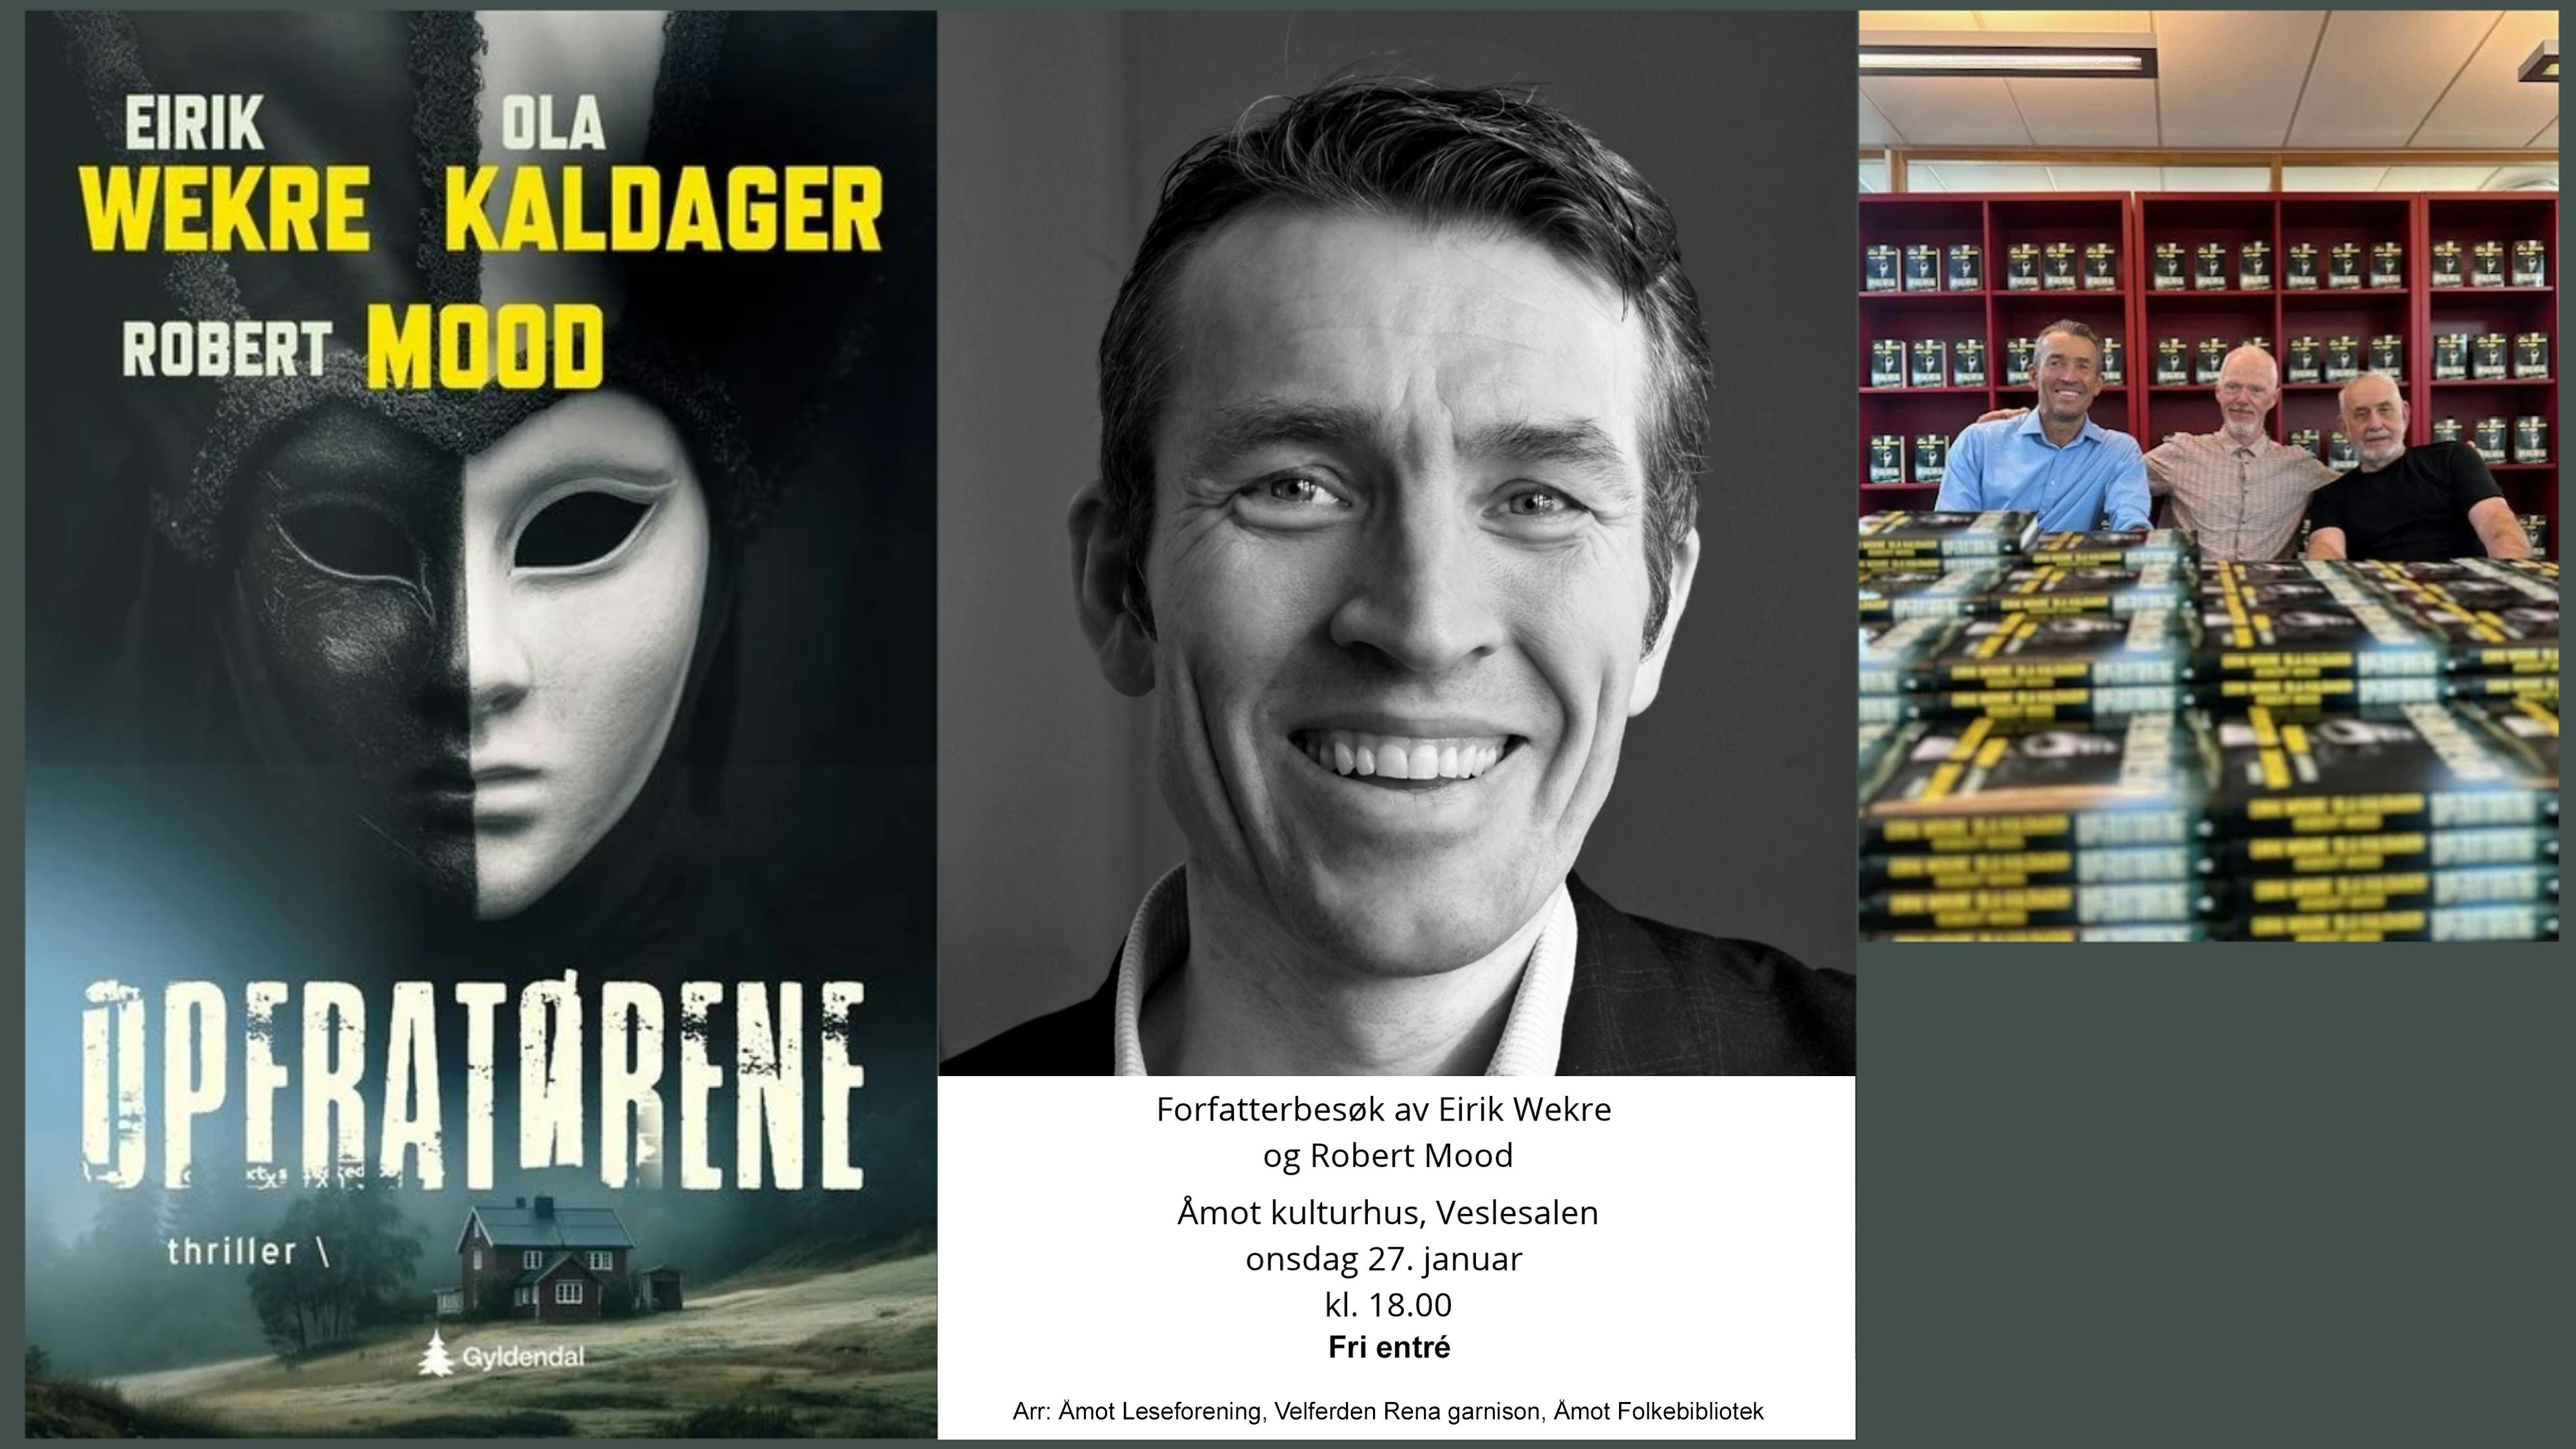 EIRIK OLA
WEKRE KALDAGER
ROBERT MOOD
OPERATØRENE
thriller \
Gyldendal
Forfatterbesøk av Eirik Wekre
og Robert Mood
Åmot kulturhus, Veslesalen
onsdag 27. januar
kl. 18.00
Fri entré
Arr: Åmot Leseforening, Velferden Rena garnison, Åmot Folkebibliotek